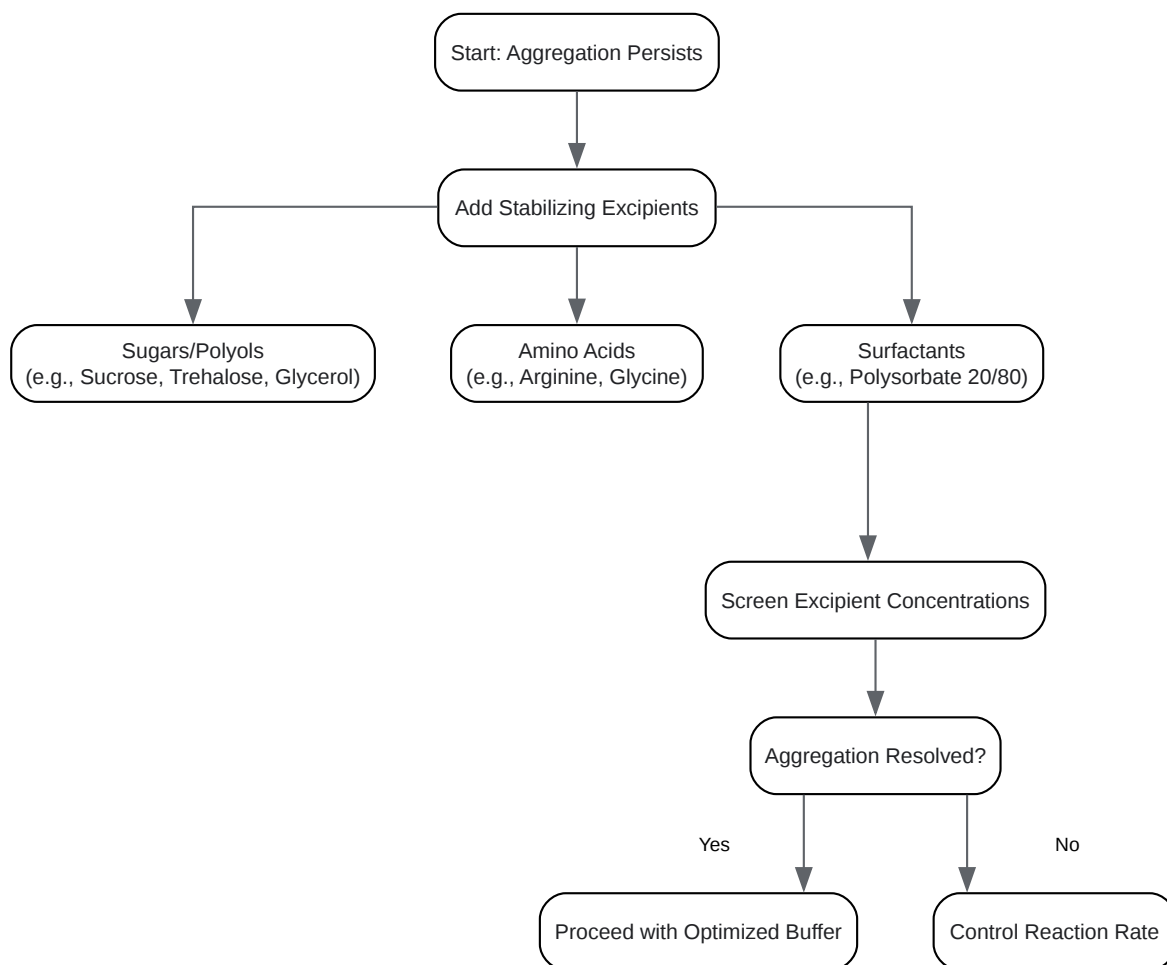 Start: Aggregation Persists
Add Stabilizing Excipients
Sugars/Polyols
(e.g., Sucrose, Trehalose, Glycerol)
Amino Acids
(e.g., Arginine, Glycine)
Surfactants
(e.g., Polysorbate 20/80)
Screen Excipient Concentrations
Aggregation Resolved?
Yes
No
Proceed with Optimized Buffer
Control Reaction Rate